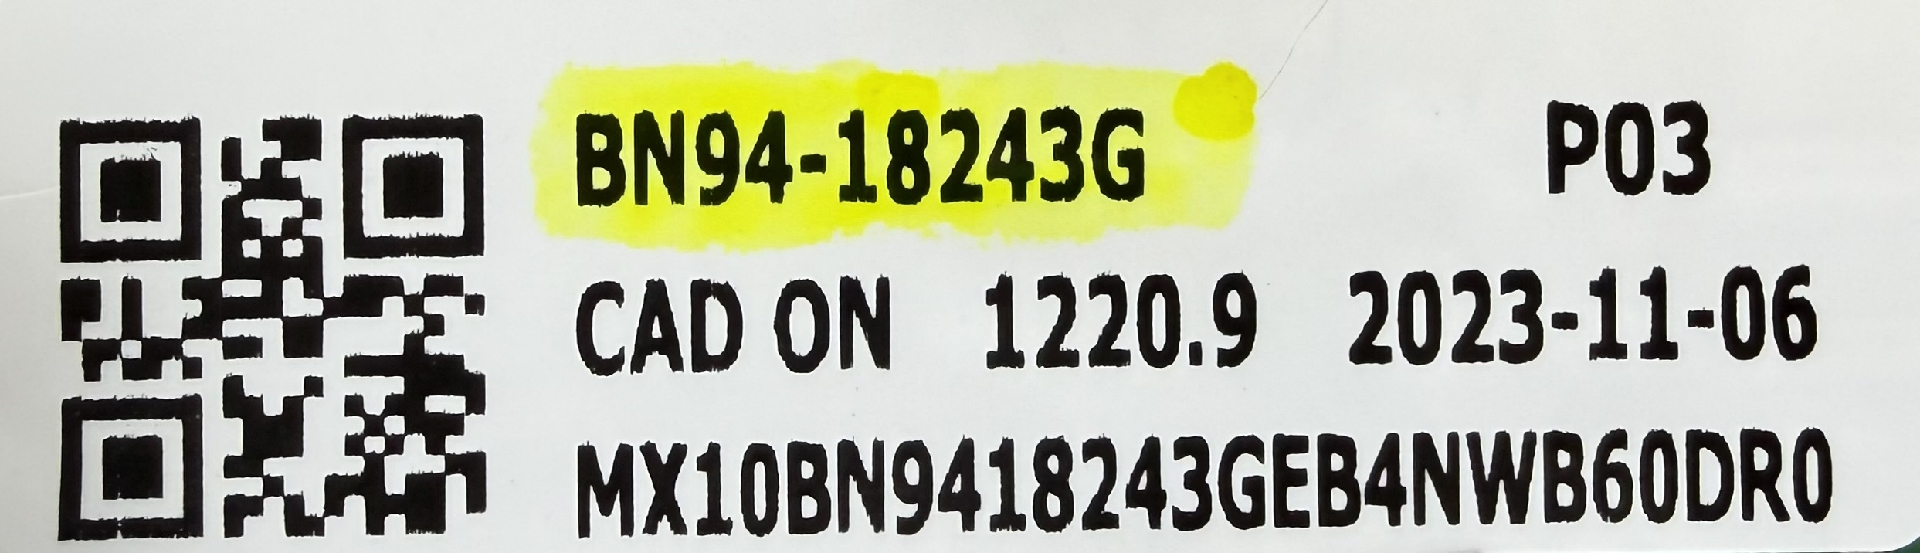 BN94-18243G P03
CAD ON 1220.9 2023-11-06
MX10BN9418243GEB4NWB60DR0